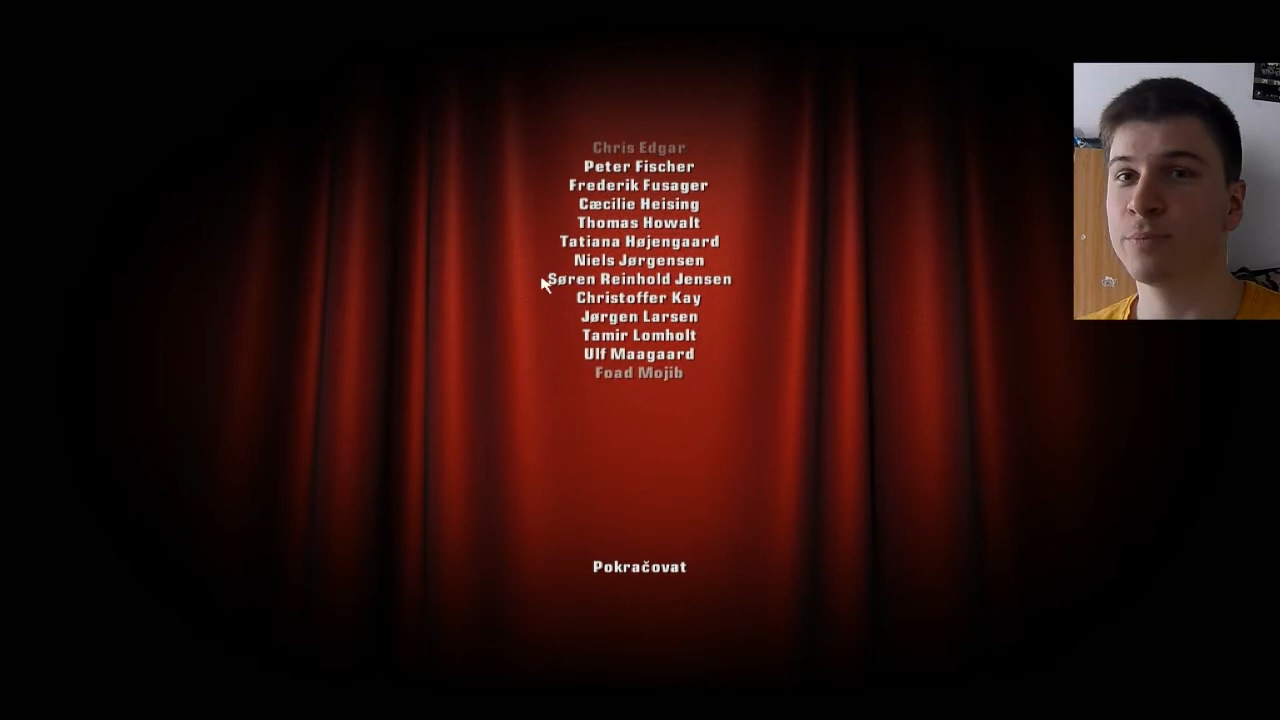 Chris Edgar
Peter Fischer
Frederik Fusager
Cæcilie Heising
Thomas Howalt
Tatiana Højengaard
Niels Jørgensen
Søren Reinhold Jensen
Christoffer Kay
Jørgen Larsen
Tamir Lomholt
Ulf Maagaard
Foad Mojib
Pokračovat